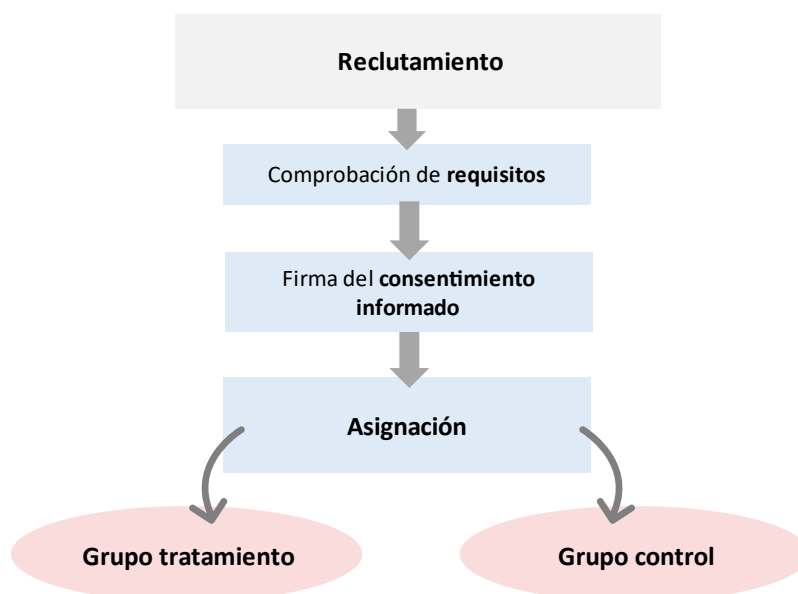 Reclutamiento
Comprobación de requisitos
Firma del consentimiento
informado
Asignación
Grupo tratamiento
Grupo control